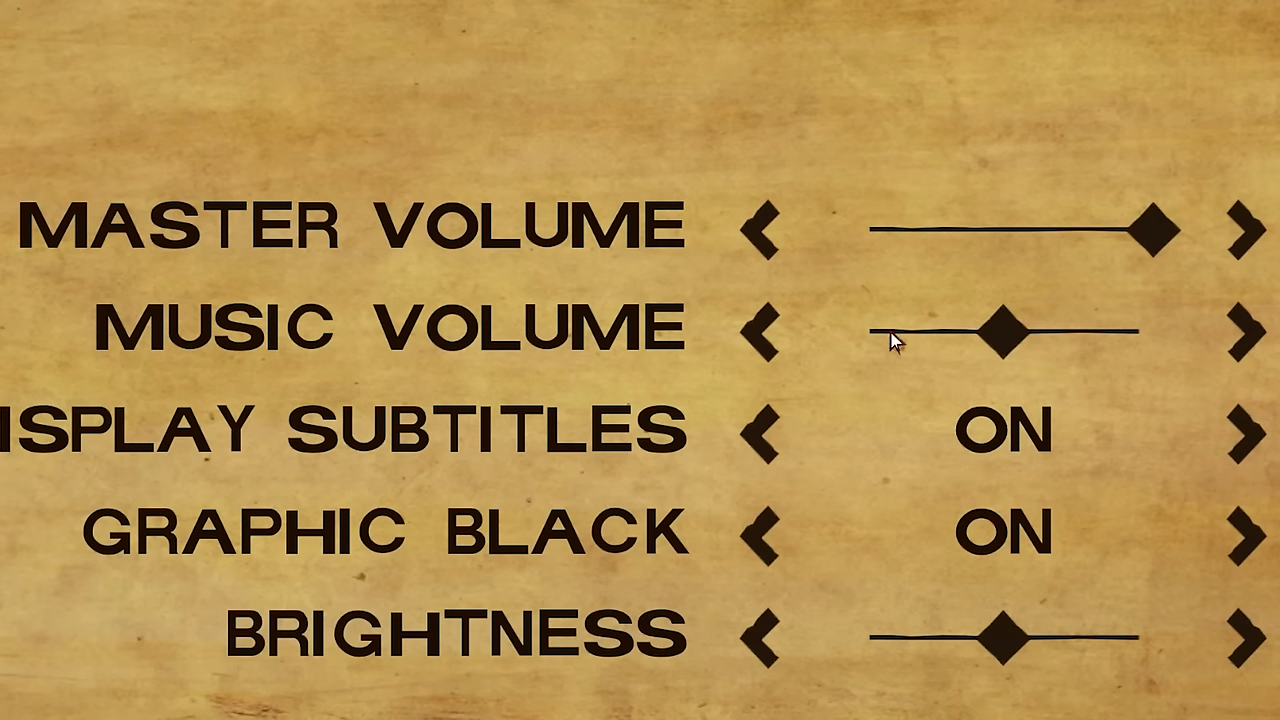 MASTER VOLUME
MUSIC VOLUME
ISPLAY SUBTITLES ON
GRAPHIC BLACK ON
BRIGHTNESS